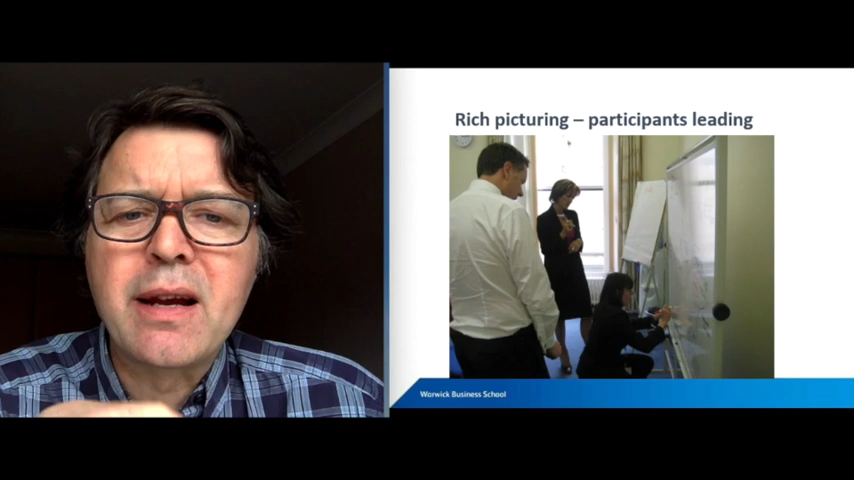 Rich picturing – participants leading
Warwick Business School